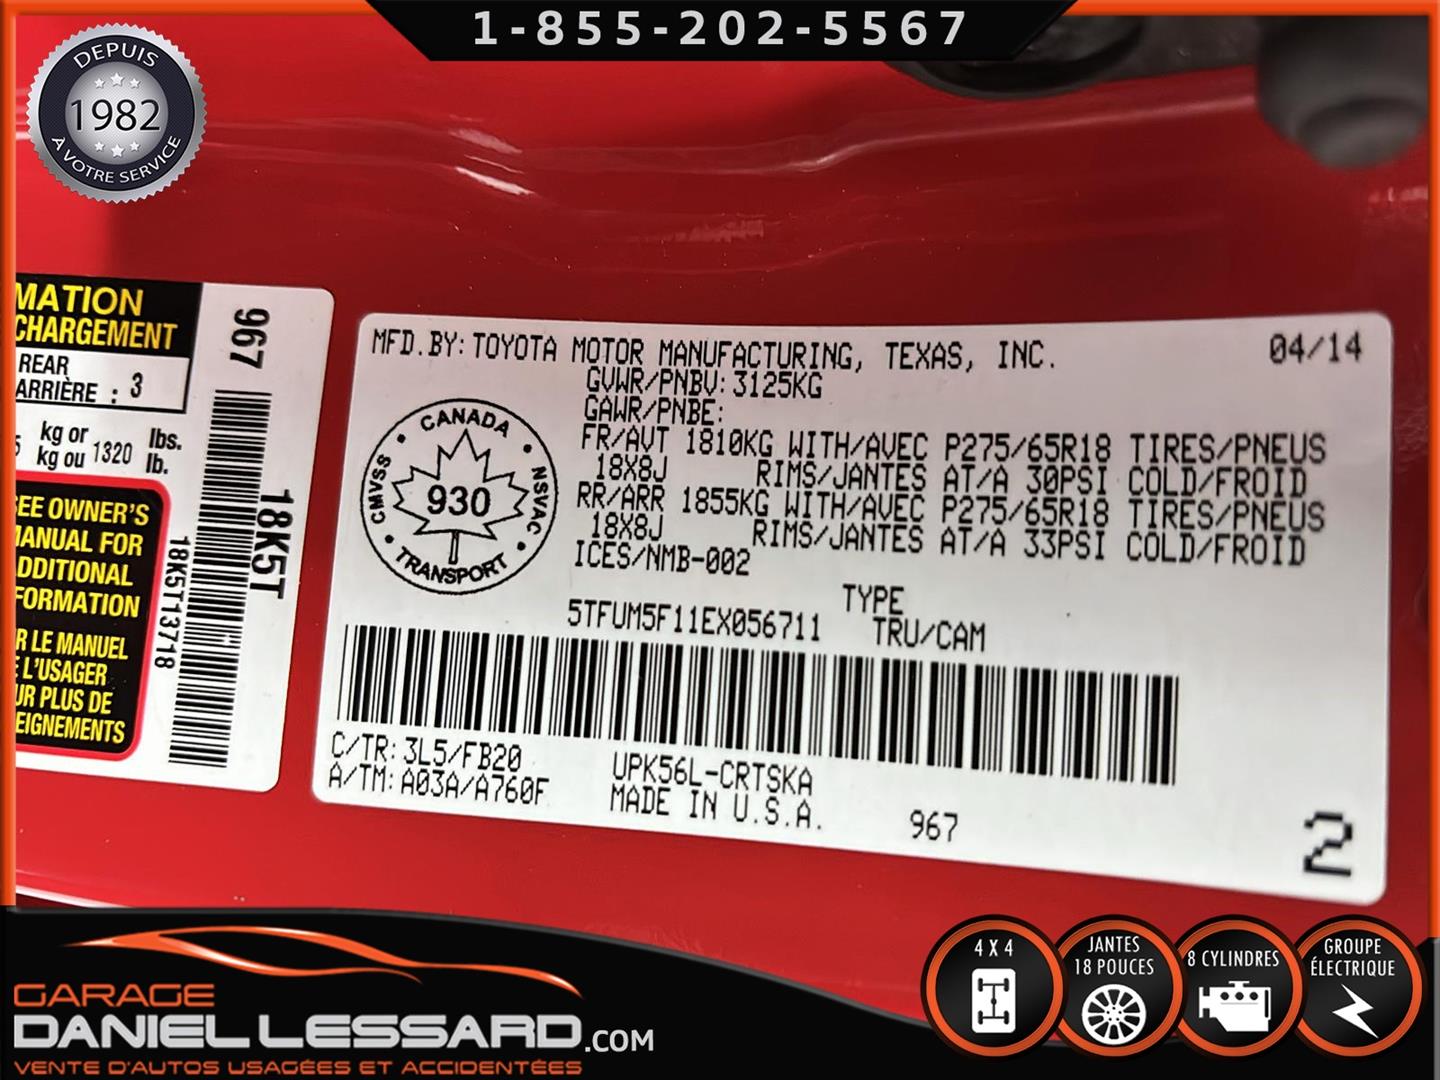 1-855-202-5567
DEPUIS
1982
À VOTRE SERVICE
MATION
CHARGEMENT
REAR
ARRIÈRE : 3
kg or 1320 lbs.
kg ou lb.
SEE OWNER'S
MANUAL FOR
ADDITIONAL
FORMATION
R LE MANUEL
E L'USAGER
UR PLUS DE
EIGNEMENTS
967
18K5T
18K5T13718
MFD.BY: TOYOTA MOTOR MANUFACTURING, TEXAS, INC. 04/14
GVWR/PNBV: 3125KG
GAWR/PNBE:
FR/AVT 1810KG WITH/AVEC P275/65R18 TIRES/PNEUS
18X8J RIMS/JANTES AT/A 30PSI COLD/FROID
RR/ARR 1855KG WITH/AVEC P275/65R18 TIRES/PNEUS
18X8J RIMS/JANTES AT/A 33PSI COLD/FROID
ICES/NMB-002
CANADA
CMVSS 930 NSVAC
TRANSPORT
5TFUM5F11EX056711
TYPE
TRU/CAM
C/TR: 3L5/FB20
A/TM: A03A/A760F
UPK56L-CRTSKA
MADE IN U.S.A.
967
2
GARAGE
DANIEL LESSARD.COM
VENTE D'AUTOS USAGÉES ET ACCIDENTÉES
4 X 4
JANTES
18 POUCES
8 CYLINDRES
GROUPE
ÉLECTRIQUE